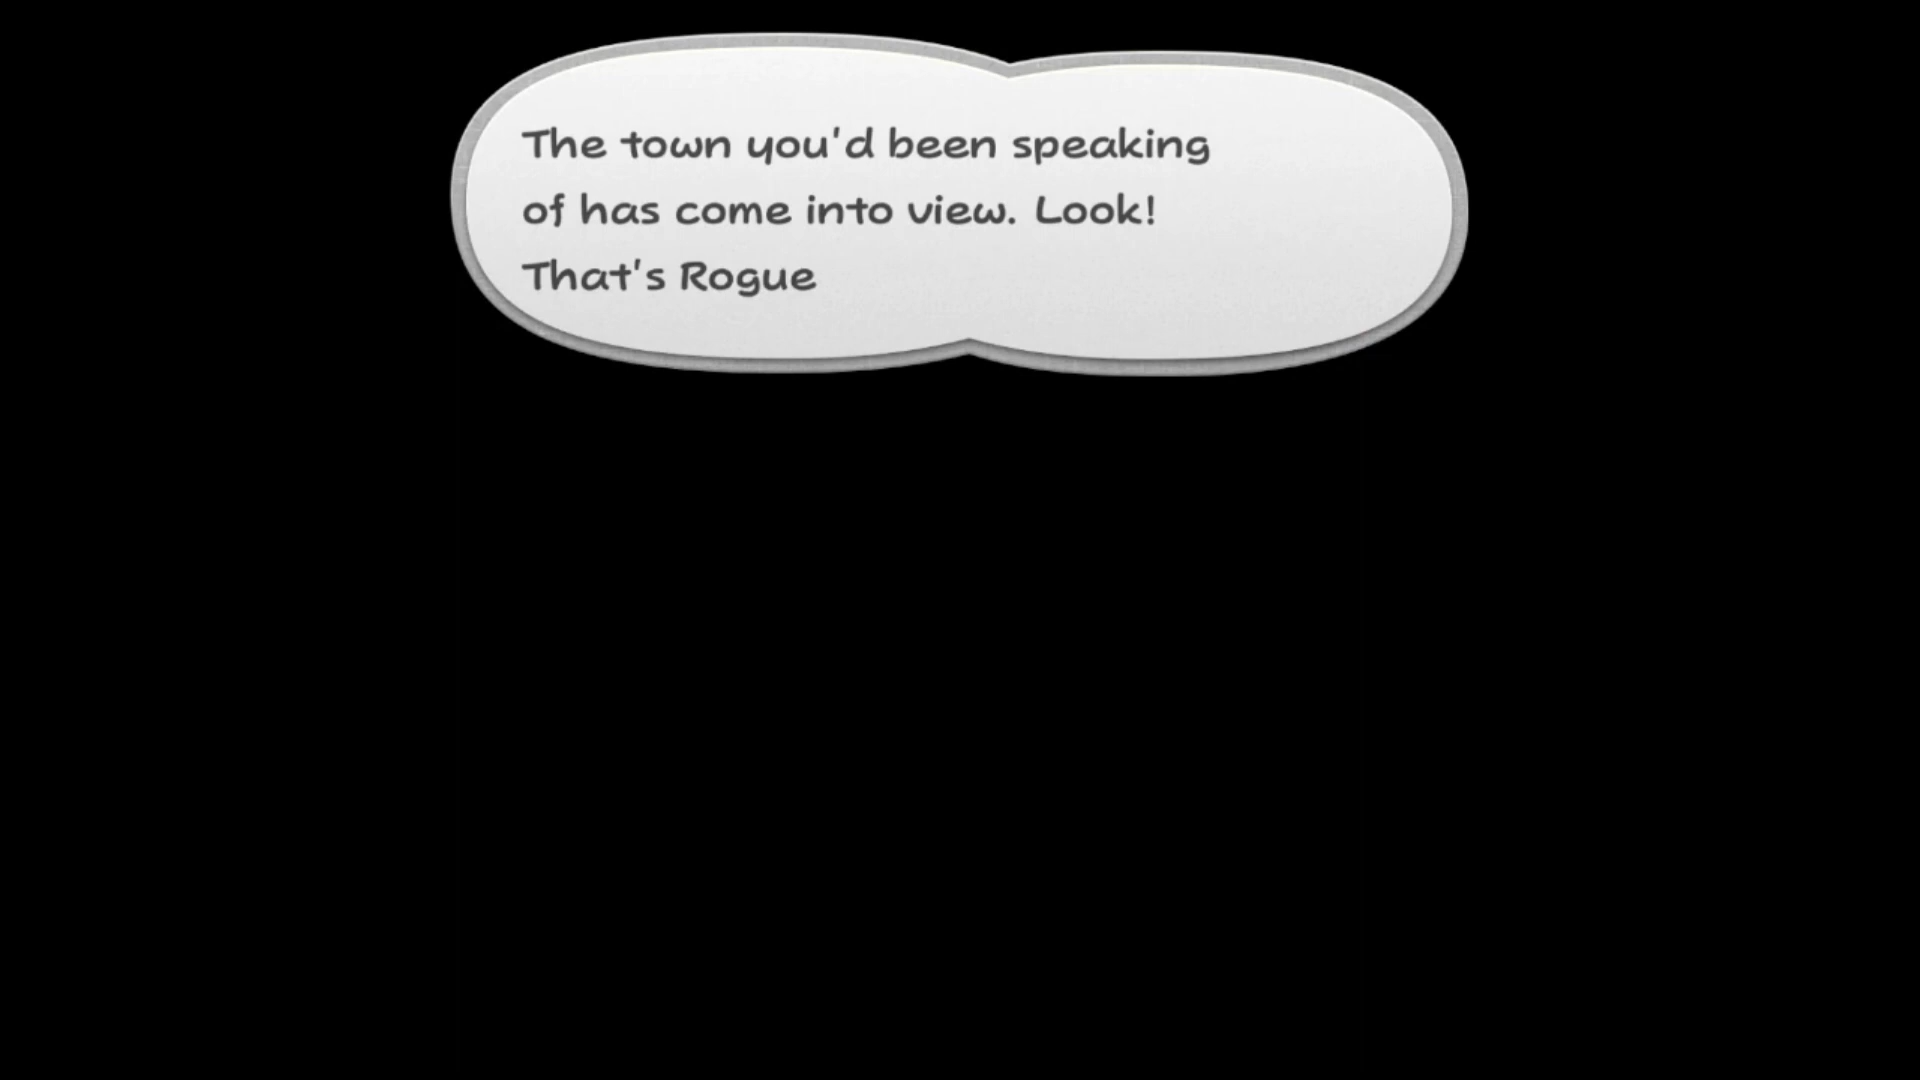 The town you'd been speaking
of has come into view. Look!
That's Rogue